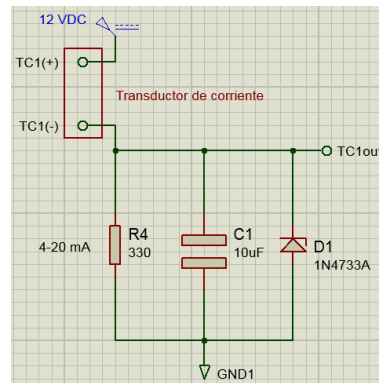 12 VDC
TC1(+)
Transductor de corriente
TC1(-)
TC1out
4-20 mA
R4
330
C1
10uF
D1
1N4733A
GND1